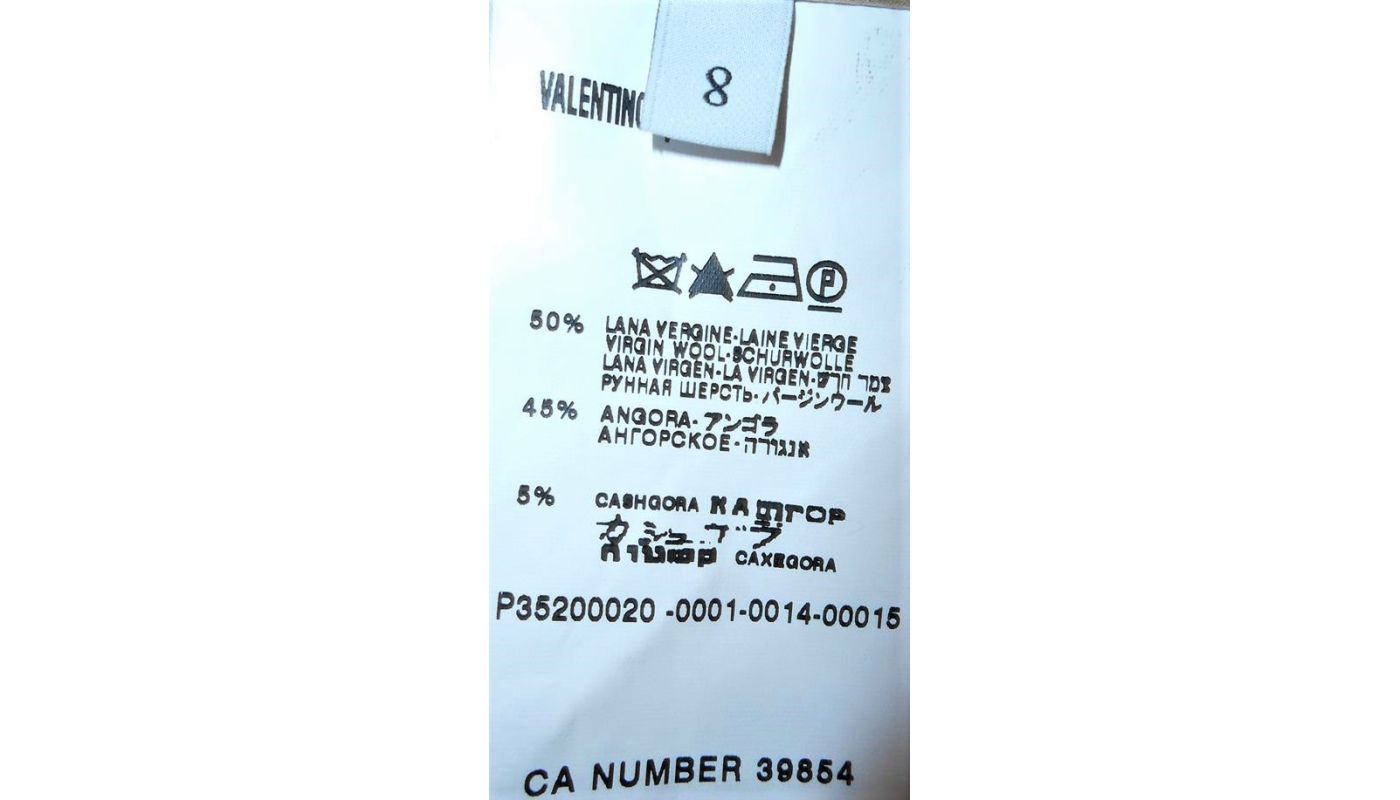 8
VALENTINO
P
50% LANA VERGINE-LAINE VIERGE
VIRGIN WOOL-SCHURWOLLE
LANA VIRGEN-LA VIRGEN-צמר חדש
РУННАЯ ШЕРСТЬ-バージンウール
45% ANGORA-アンゴラ
АНГОРСКОЕ-אנגורה
5% CASHGORA
CAXEGORA
P35200020 -0001-0014-00015
CA NUMBER 39854